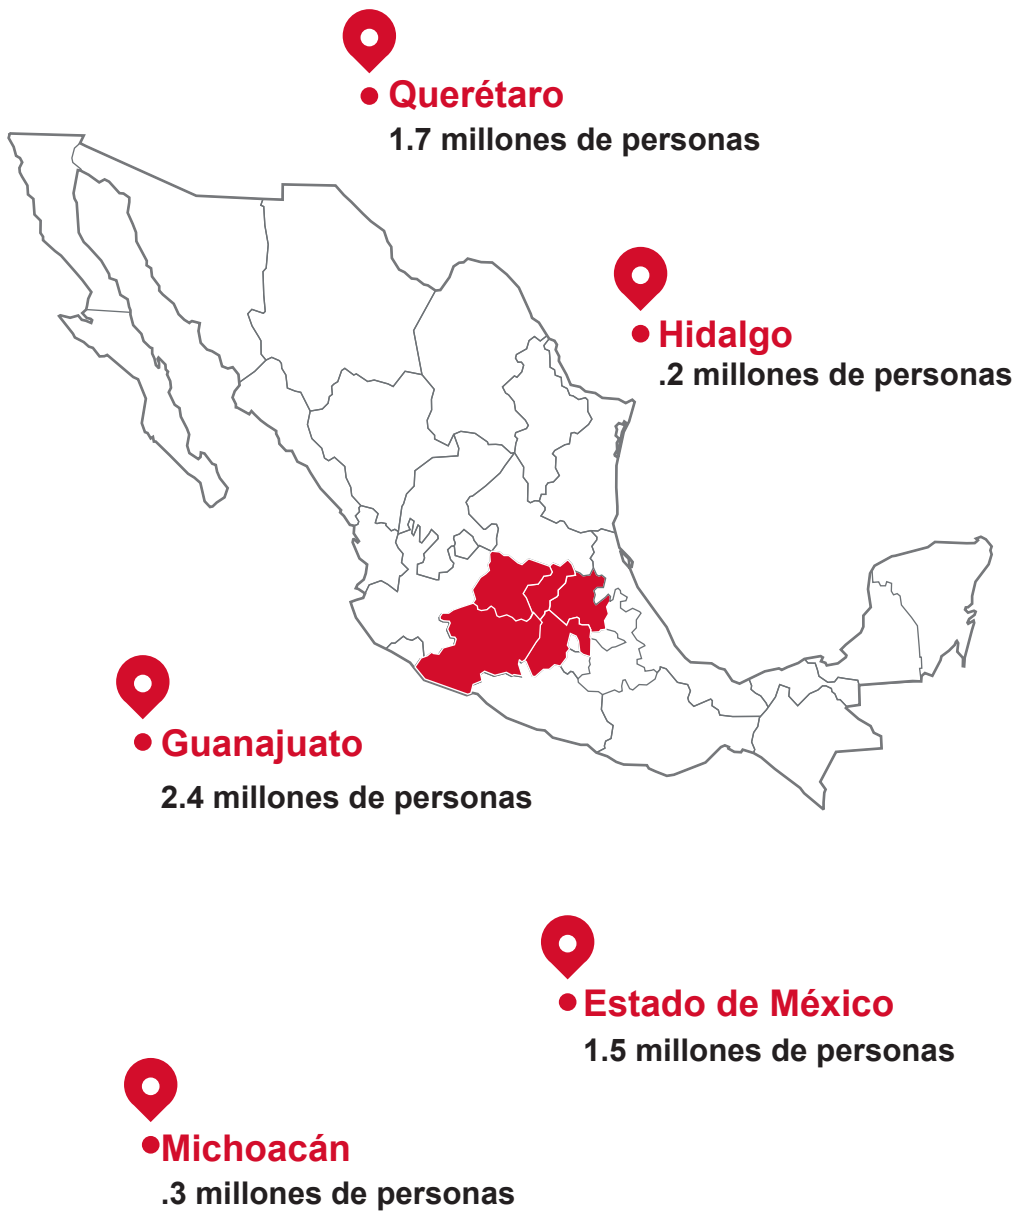 Querétaro
1.7 millones de personas
Hidalgo
.2 millones de personas
Guanajuato
2.4 millones de personas
Estado de México
1.5 millones de personas
Michoacán
.3 millones de personas